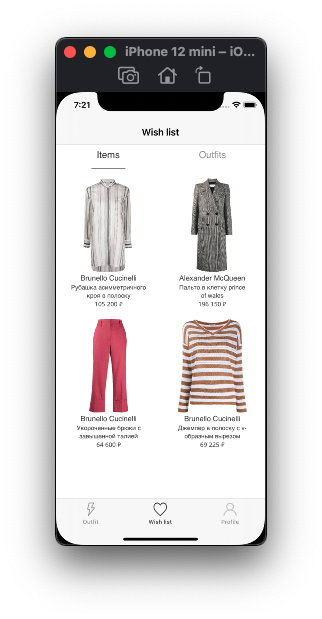 iPhone 12 mini – iO...
7:21
Wish list
Items
Outfits
Brunello Cucinelli
Рубашка асимметричного
кроя в полоску
105 200 ₽
Alexander McQueen
Пальто в клетку prince
of wales
196 150 ₽
Brunello Cucinelli
Укороченные брюки с
завышенной талией
64 600 ₽
Brunello Cucinelli
Джемпер в полоску с v-
образным вырезом
69 225 ₽
Outfit
Wish list
Profile